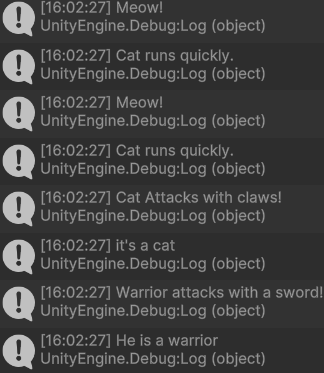 [16:02:27] Meow!
UnityEngine.Debug:Log (object)
[16:02:27] Cat runs quickly.
UnityEngine.Debug:Log (object)
[16:02:27] Meow!
UnityEngine.Debug:Log (object)
[16:02:27] Cat runs quickly.
UnityEngine.Debug:Log (object)
[16:02:27] Cat Attacks with claws!
UnityEngine.Debug:Log (object)
[16:02:27] it's a cat
UnityEngine.Debug:Log (object)
[16:02:27] Warrior attacks with a sword!
UnityEngine.Debug:Log (object)
[16:02:27] He is a warrior
UnityEngine.Debug:Log (object)